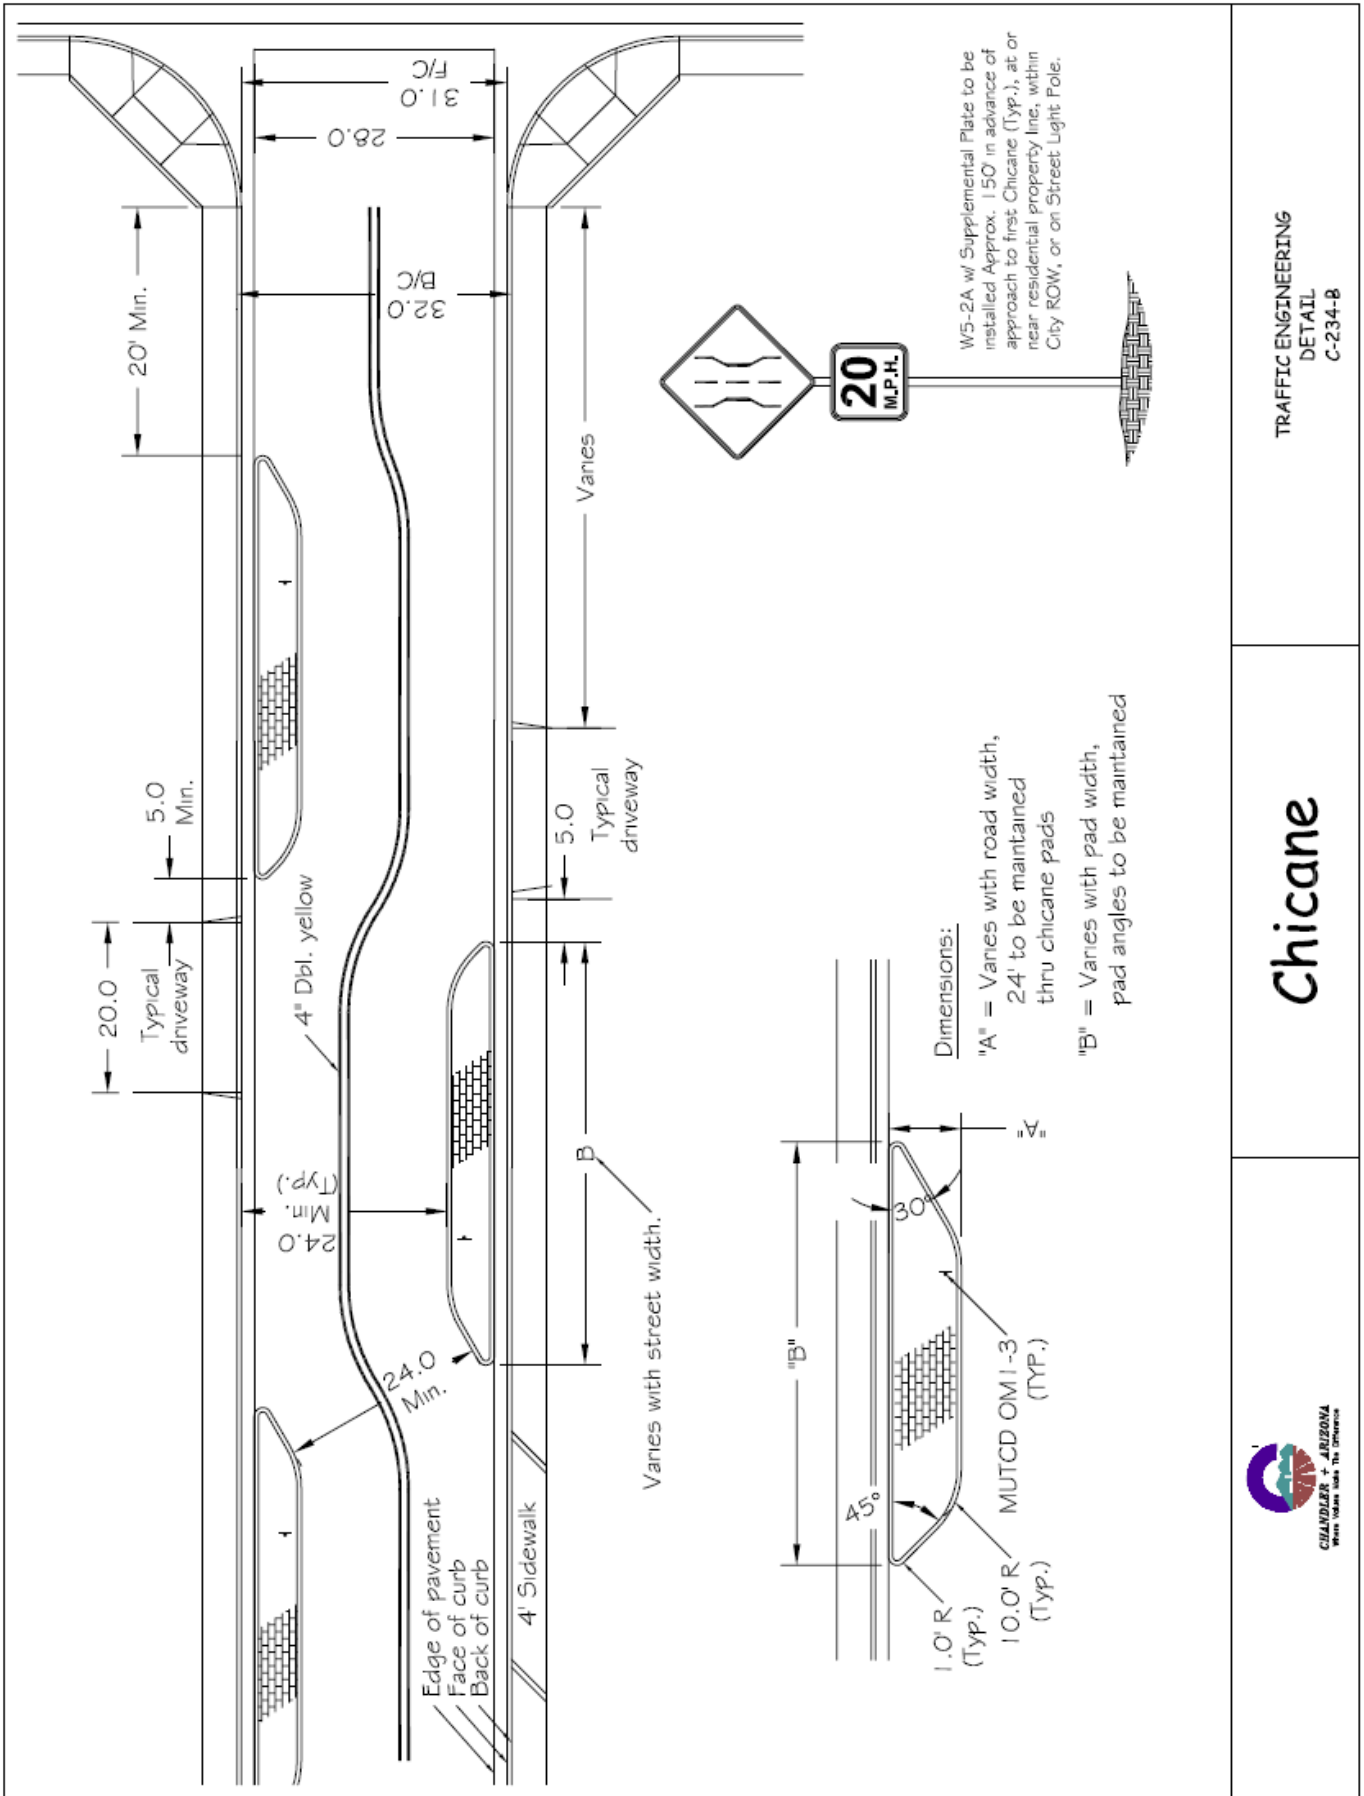 31.0
F/C
28.0
32.0
B/C
20' Min.
Varies
5.0
Min.
20.0
Typical
driveway
4" Dbl. yellow
5.0
Typical
driveway
24.0
Min.
(Typ.)
B
Varies with street width.
24.0
Min.
Edge of pavement
Face of curb
Back of curb
4' Sidewalk
20
M.P.H.
W5-2A w/ Supplemental Plate to be
installed Approx. 150' in advance of
approach to first Chicane (Typ.), at or
near residential property line, within
City ROW, or on Street Light Pole.
"B"
"A"
30°
45°
1.0' R
(Typ.)
10.0' R
(Typ.)
MUTCD OM1-3
(TYP.)
Dimensions:
"A" = Varies with road width,
24' to be maintained
thru chicane pads
"B" = Varies with pad width,
pad angles to be maintained
CHANDLER + ARIZONA
Where Values Make The Difference
Chicane
TRAFFIC ENGINEERING
DETAIL
C-234-B